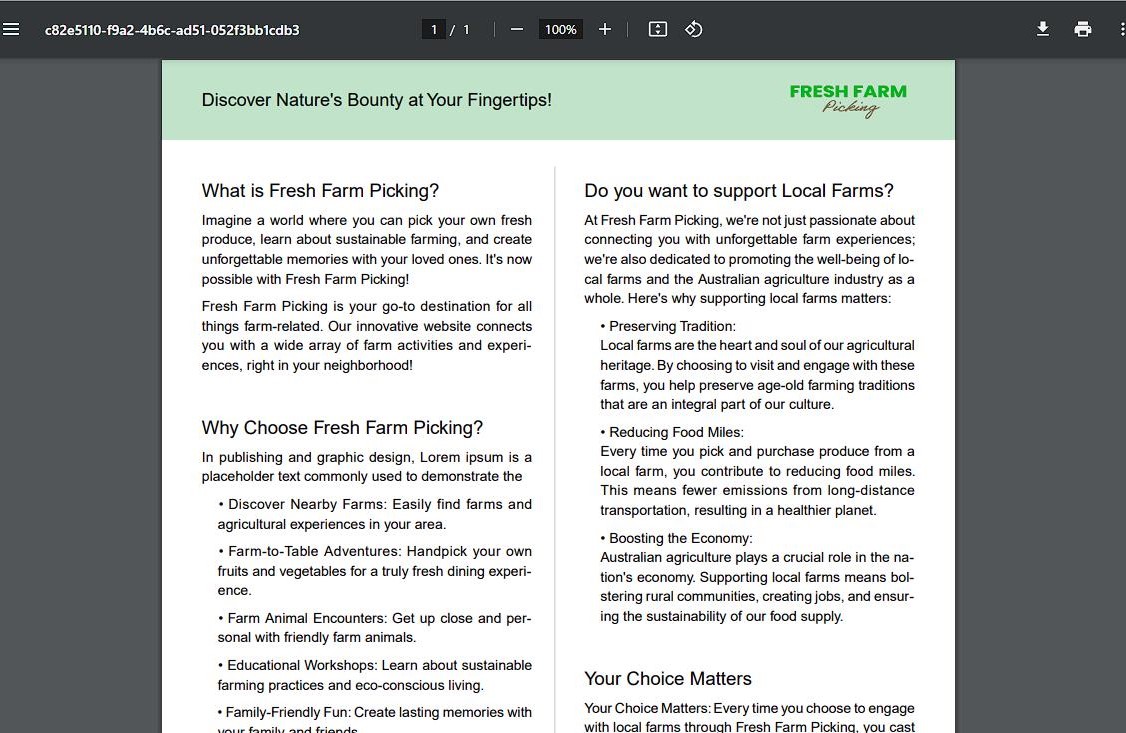 c82e5110-f9a2-4b6c-ad51-052f3bb1cdb3
1 / 1
100%
Discover Nature's Bounty at Your Fingertips!
FRESH FARM
Picking
What is Fresh Farm Picking?
Imagine a world where you can pick your own fresh
produce, learn about sustainable farming, and create
unforgettable memories with your loved ones. It's now
possible with Fresh Farm Picking!
Fresh Farm Picking is your go-to destination for all
things farm-related. Our innovative website connects
you with a wide array of farm activities and experi-
ences, right in your neighborhood!
Why Choose Fresh Farm Picking?
In publishing and graphic design, Lorem ipsum is a
placeholder text commonly used to demonstrate the
• Discover Nearby Farms: Easily find farms and
agricultural experiences in your area.
• Farm-to-Table Adventures: Handpick your own
fruits and vegetables for a truly fresh dining experi-
ence.
• Farm Animal Encounters: Get up close and per-
sonal with friendly farm animals.
• Educational Workshops: Learn about sustainable
farming practices and eco-conscious living.
• Family-Friendly Fun: Create lasting memories with
your family and friends
Do you want to support Local Farms?
At Fresh Farm Picking, we're not just passionate about
connecting you with unforgettable farm experiences;
we're also dedicated to promoting the well-being of lo-
cal farms and the Australian agriculture industry as a
whole. Here's why supporting local farms matters:
• Preserving Tradition:
Local farms are the heart and soul of our agricultural
heritage. By choosing to visit and engage with these
farms, you help preserve age-old farming traditions
that are an integral part of our culture.
• Reducing Food Miles:
Every time you pick and purchase produce from a
local farm, you contribute to reducing food miles.
This means fewer emissions from long-distance
transportation, resulting in a healthier planet.
• Boosting the Economy:
Australian agriculture plays a crucial role in the na-
tion's economy. Supporting local farms means bol-
stering rural communities, creating jobs, and ensur-
ing the sustainability of our food supply.
Your Choice Matters
Your Choice Matters: Every time you choose to engage
with local farms through Fresh Farm Picking, you cast